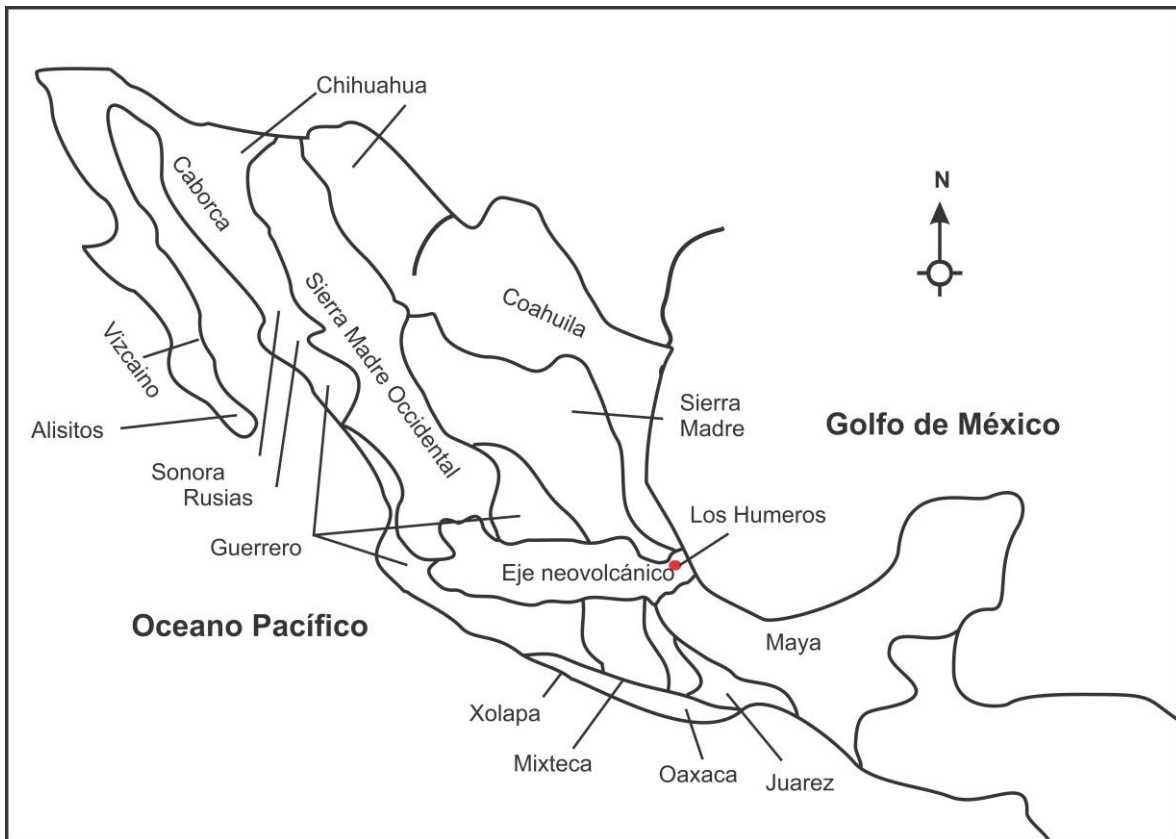 Chihuahua
N
Caborca
Sierra Madre Occidental
Coahuila
Vizcaino
Alisitos
Sierra
Madre
Golfo de México
Sonora
Rusias
Los Humeros
Guerrero
Eje neovolcánico
Oceano Pacífico
Maya
Xolapa
Mixteca
Oaxaca
Juarez